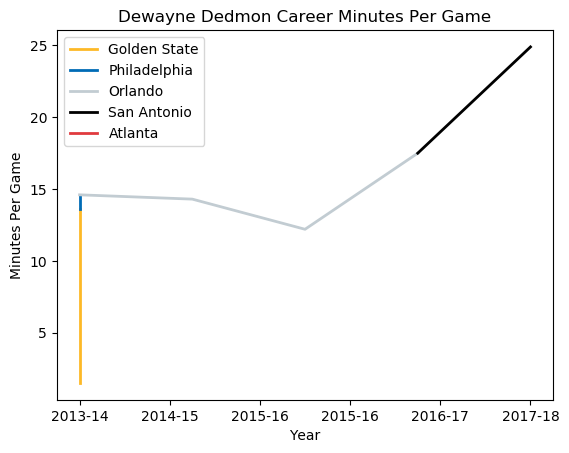 Dewayne Dedmon Career Minutes Per Game
Golden State
Philadelphia
Orlando
San Antonio
Atlanta
Minutes Per Game
25
20
15
10
5
2013-14 2014-15 2015-16 2015-16 2016-17 2017-18
Year